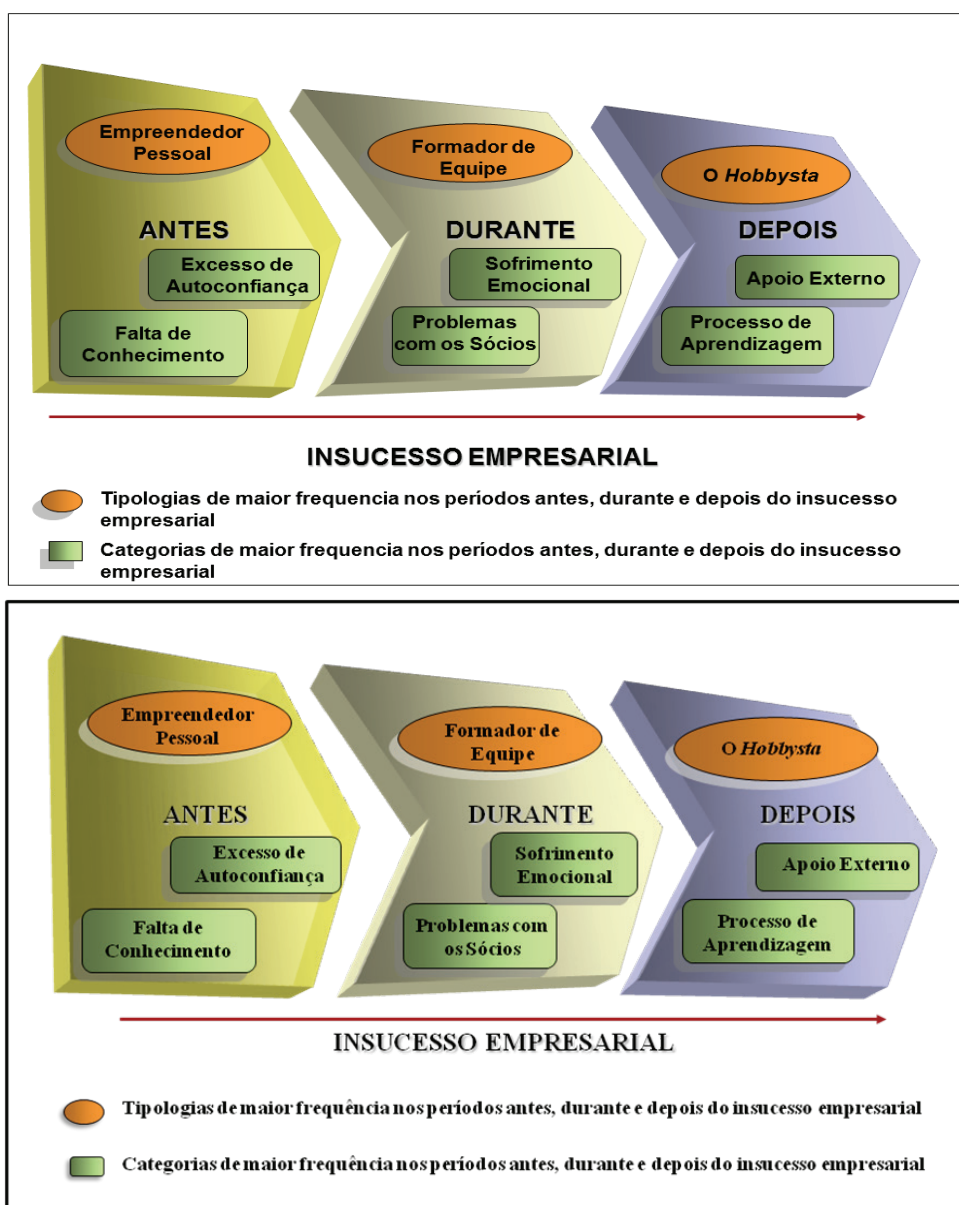 Empreendedor
Pessoal
ANTES
Excesso de
Autoconfiança
Falta de
Conhecimento
Formador de
Equipe
DURANTE
Sofrimento
Emocional
Problemas
com os Sócios
O Hobbysta
DEPOIS
Apoio Externo
Processo de
Aprendizagem
INSUCESSO EMPRESARIAL
Tipologias de maior frequencia nos períodos antes, durante e depois do insucesso
empresarial
Categorias de maior frequencia nos períodos antes, durante e depois do insucesso
empresarial
Empreendedor
Pessoal
ANTES
Excesso de
Autoconfiança
Falta de
Conhecimento
Formador de
Equipe
DURANTE
Sofrimento
Emocional
Problemas com
os Sócios
O Hobbysta
DEPOIS
Apoio Externo
Processo de
Aprendizagem
INSUCESSO EMPRESARIAL
Tipologias de maior frequência nos períodos antes, durante e depois do insucesso empresarial
Categorias de maior frequência nos períodos antes, durante e depois do insucesso empresarial